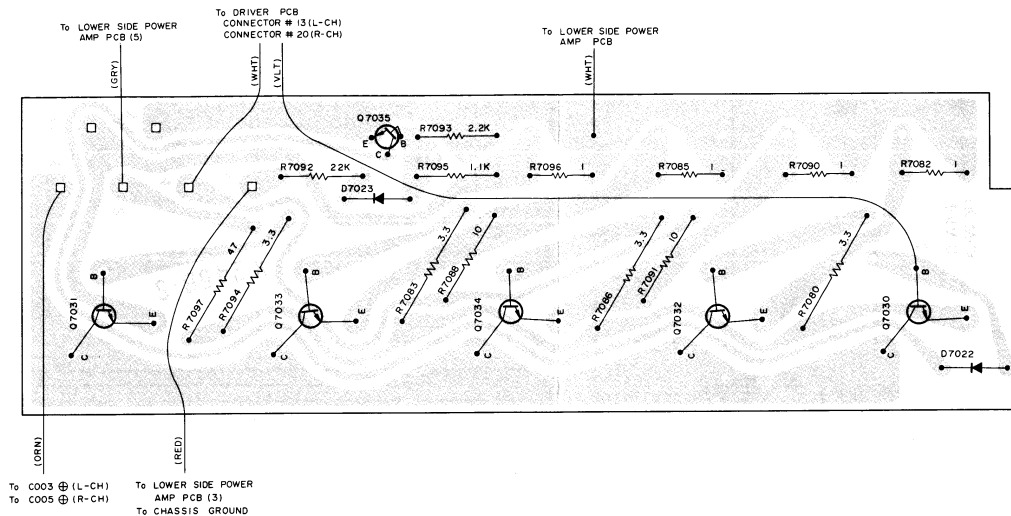 To DRIVER PCB
CONNECTOR # 13 (L-CH)
CONNECTOR # 20 (R-CH)
To LOWER SIDE POWER
AMP PCB (5)
To LOWER SIDE POWER
AMP PCB
(GRY)
(WHT)
(VLT)
(WHT)
Q7035
E
B
C
R7093 2.2K
R7092 22K
R7095 1.1K
R7096 1
R7085 1
R7090 1
R7082 1
D7023
R7097 47
R7094 3.3
R7083 3.3
R7088 10
R7086 3.3
R7091 10
R7080 3.3
Q7031
B
E
C
Q7033
B
E
C
Q7034
B
E
C
Q7032
B
E
C
Q7030
B
E
C
D7022
(ORN)
(RED)
To C003 ⊕ (L-CH)
To C005 ⊕ (R-CH)
To LOWER SIDE POWER
AMP PCB (3)
To CHASSIS GROUND